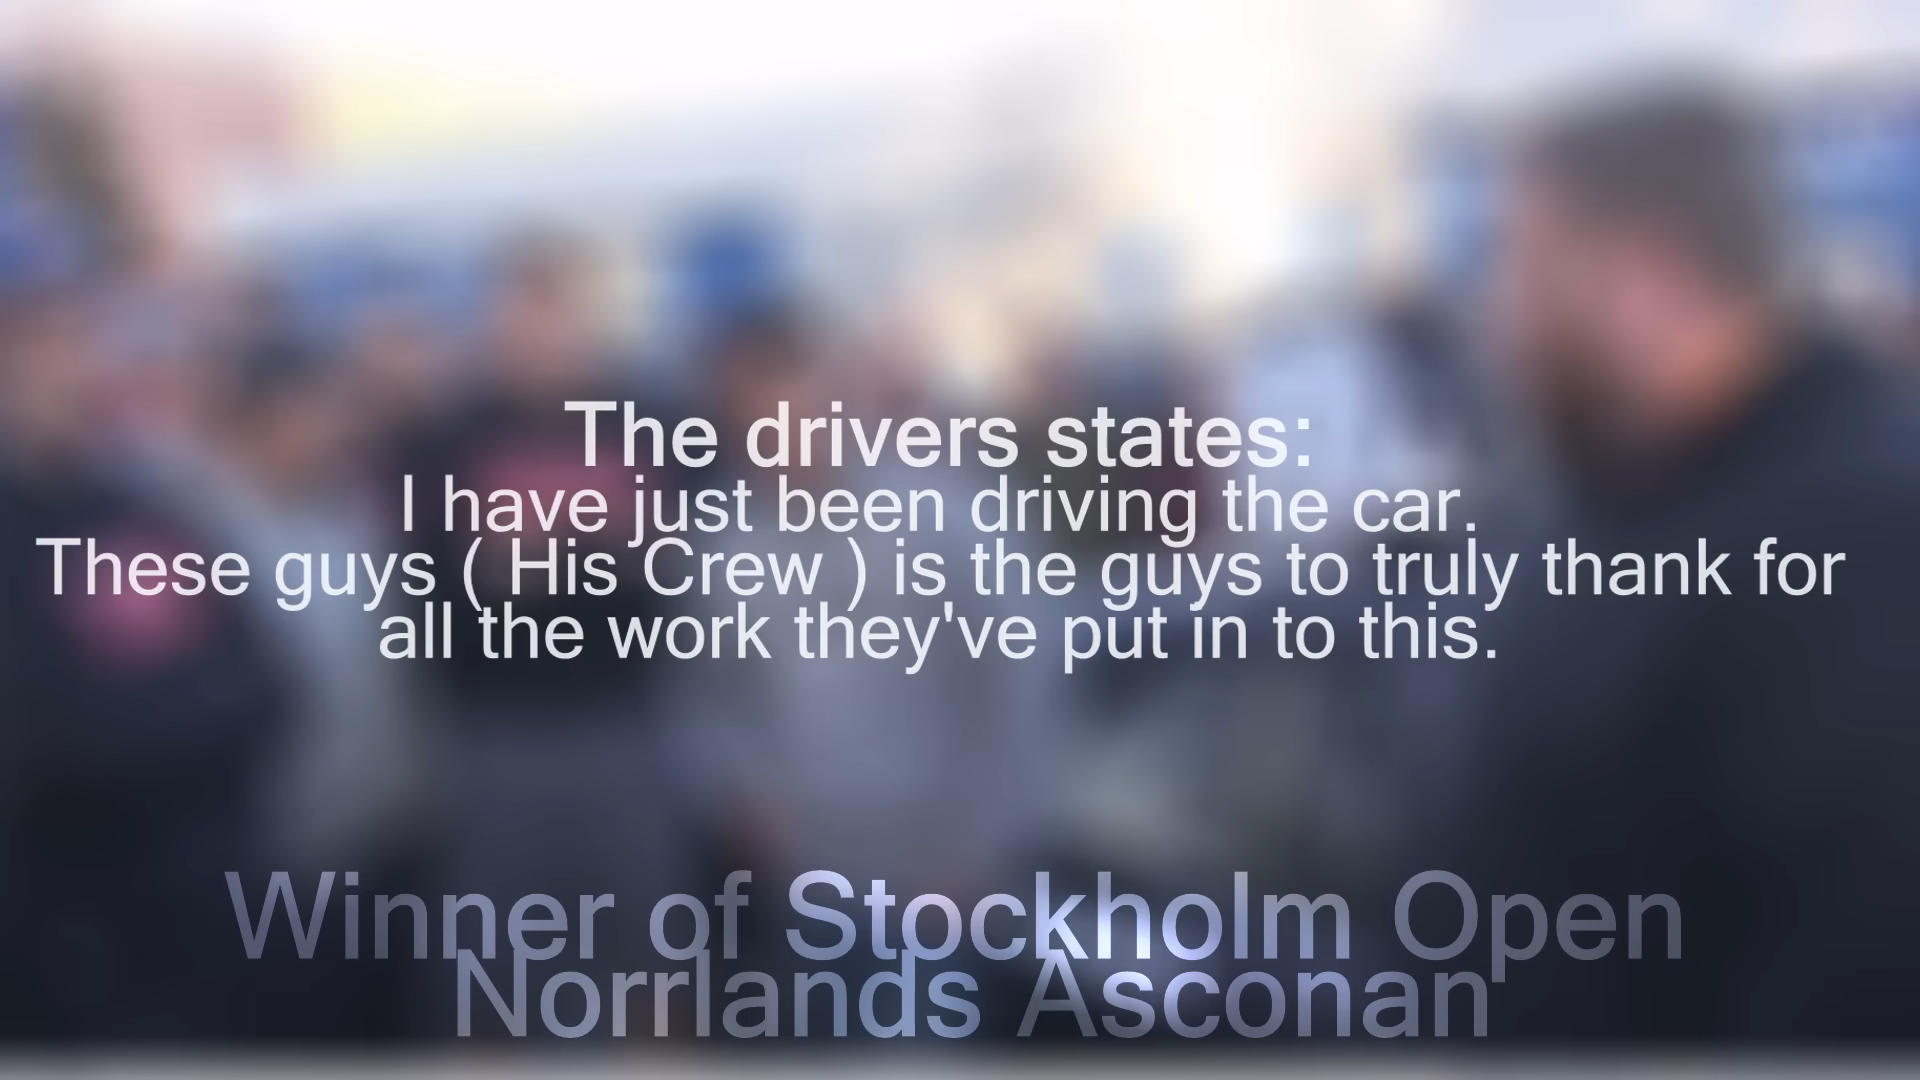 The drivers states:
I have just been driving the car.
These guys ( His Crew ) is the guys to truly thank for
all the work they've put in to this.
Winner of Stockholm Open
Norrlands Asconan